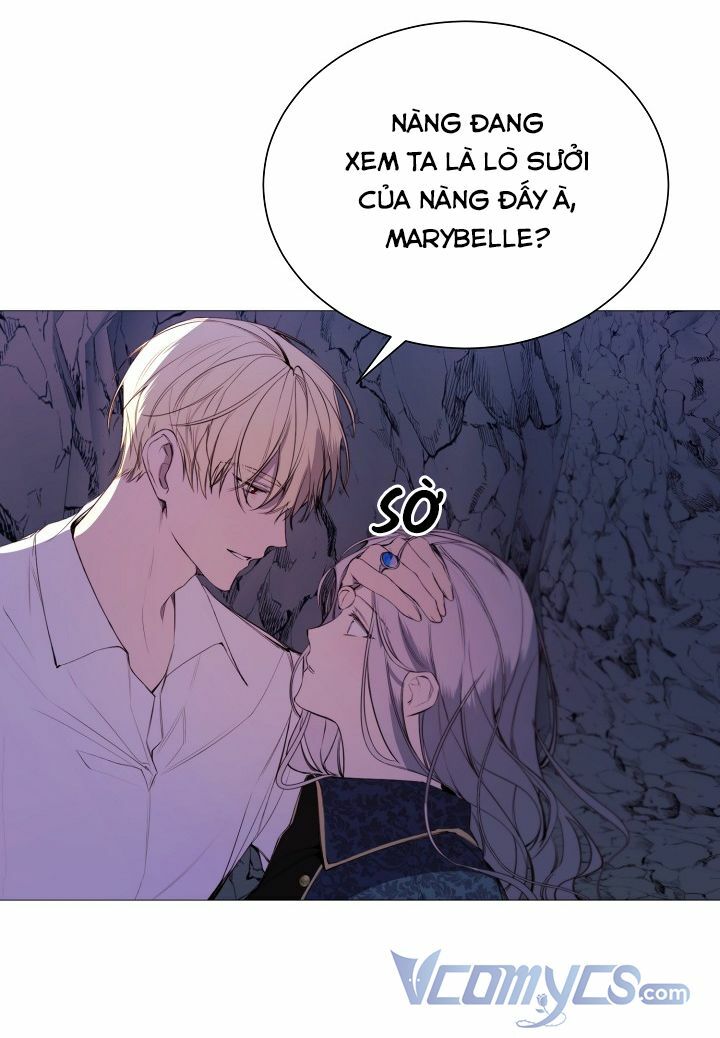 NÀNG ĐANG
XEM TA LÀ LÒ SƯỞI
CỦA NÀNG ĐẤY À,
MARYBELLE?
SỜ
VCOMYCS.com